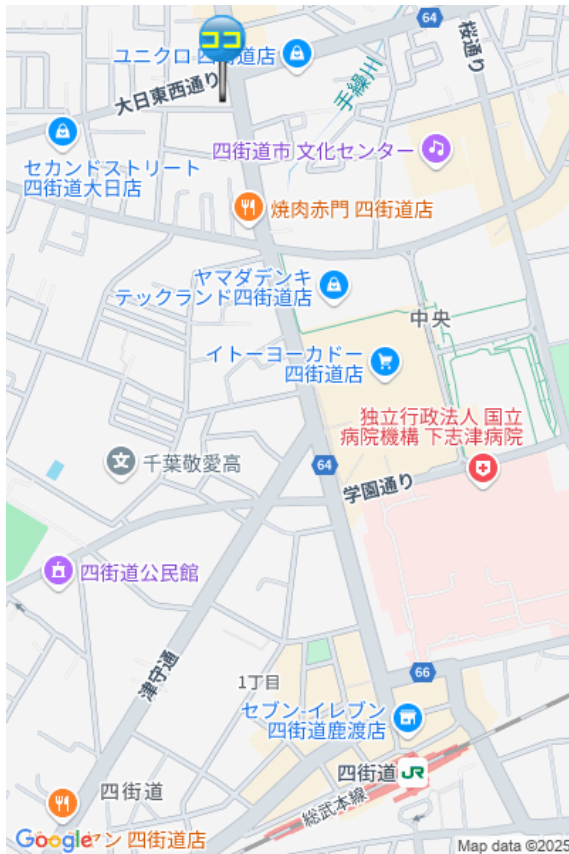 64
桜通り
ココ
ユニクロ 四街道店
手繰川
大日東西通り
四街道市 文化センター
セカンドストリート
四街道大日店
焼肉赤門 四街道店
ヤマダデンキ
テックランド四街道店
中央
イトーヨーカドー
四街道店
独立行政法人 国立
病院機構 下志津病院
文
千葉敬愛高
64
学園通り
四街道公民館
津守通
66
1丁目
セブン-イレブン
四街道鹿渡店
四街道
JR
四街道
総武本線
Google
ン 四街道店
Map data ©2025